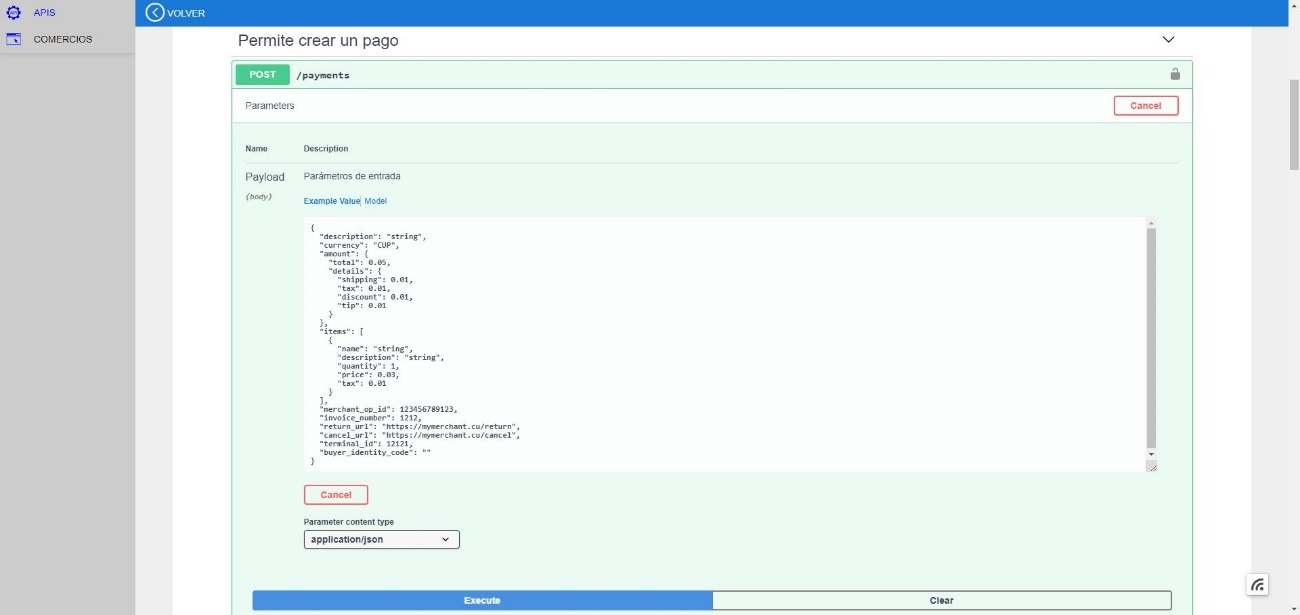 APIS
COMERCIOS
VOLVER
Permite crear un pago
POST /payments
Parameters
Cancel
Name Description
Payload Parámetros de entrada
(body)
Example Value Model
{
"description": "string",
"currency": "CUP",
"amount": {
"total": 0.05,
"details": {
"shipping": 0.01,
"tax": 0.01,
"discount": 0.01,
"tip": 0.01
}
},
"items": [
{
"name": "string",
"description": "string",
"quantity": 1,
"price": 0.03,
"tax": 0.01
}
],
"merchant_op_id": 123456789123,
"invoice_number": 1212,
"return_url": "https://mymerchant.cu/return",
"cancel_url": "https://mymerchant.cu/cancel",
"terminal_id": 12121,
"buyer_identity_code": ""
}
Cancel
Parameter content type
application/json
Execute Clear